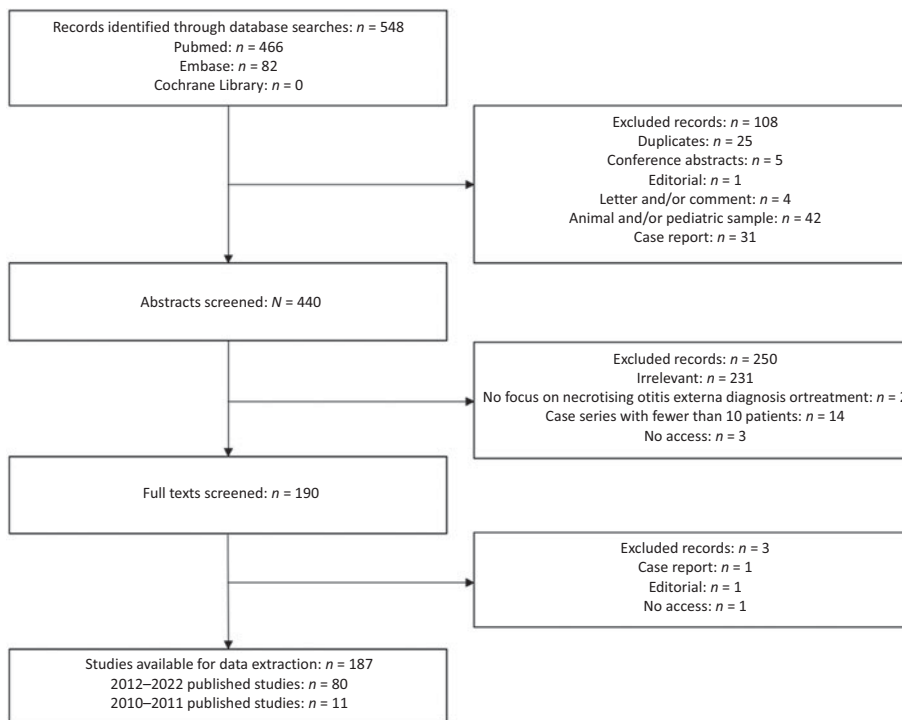 Records identified through database searches: n = 548
Pubmed: n = 466
Embase: n = 82
Cochrane Library: n = 0
Excluded records: n = 108
Duplicates: n = 25
Conference abstracts: n = 5
Editorial: n = 1
Letter and/or comment: n = 4
Animal and/or pediatric sample: n = 42
Case report: n = 31
Abstracts screened: N = 440
Excluded records: n = 250
Irrelevant: n = 231
No focus on necrotising otitis externa diagnosis ortreatment: n =
Case series with fewer than 10 patients: n = 14
No access: n = 3
Full texts screened: n = 190
Excluded records: n = 3
Case report: n = 1
Editorial: n = 1
No access: n = 1
Studies available for data extraction: n = 187
2012–2022 published studies: n = 80
2010–2011 published studies: n = 11